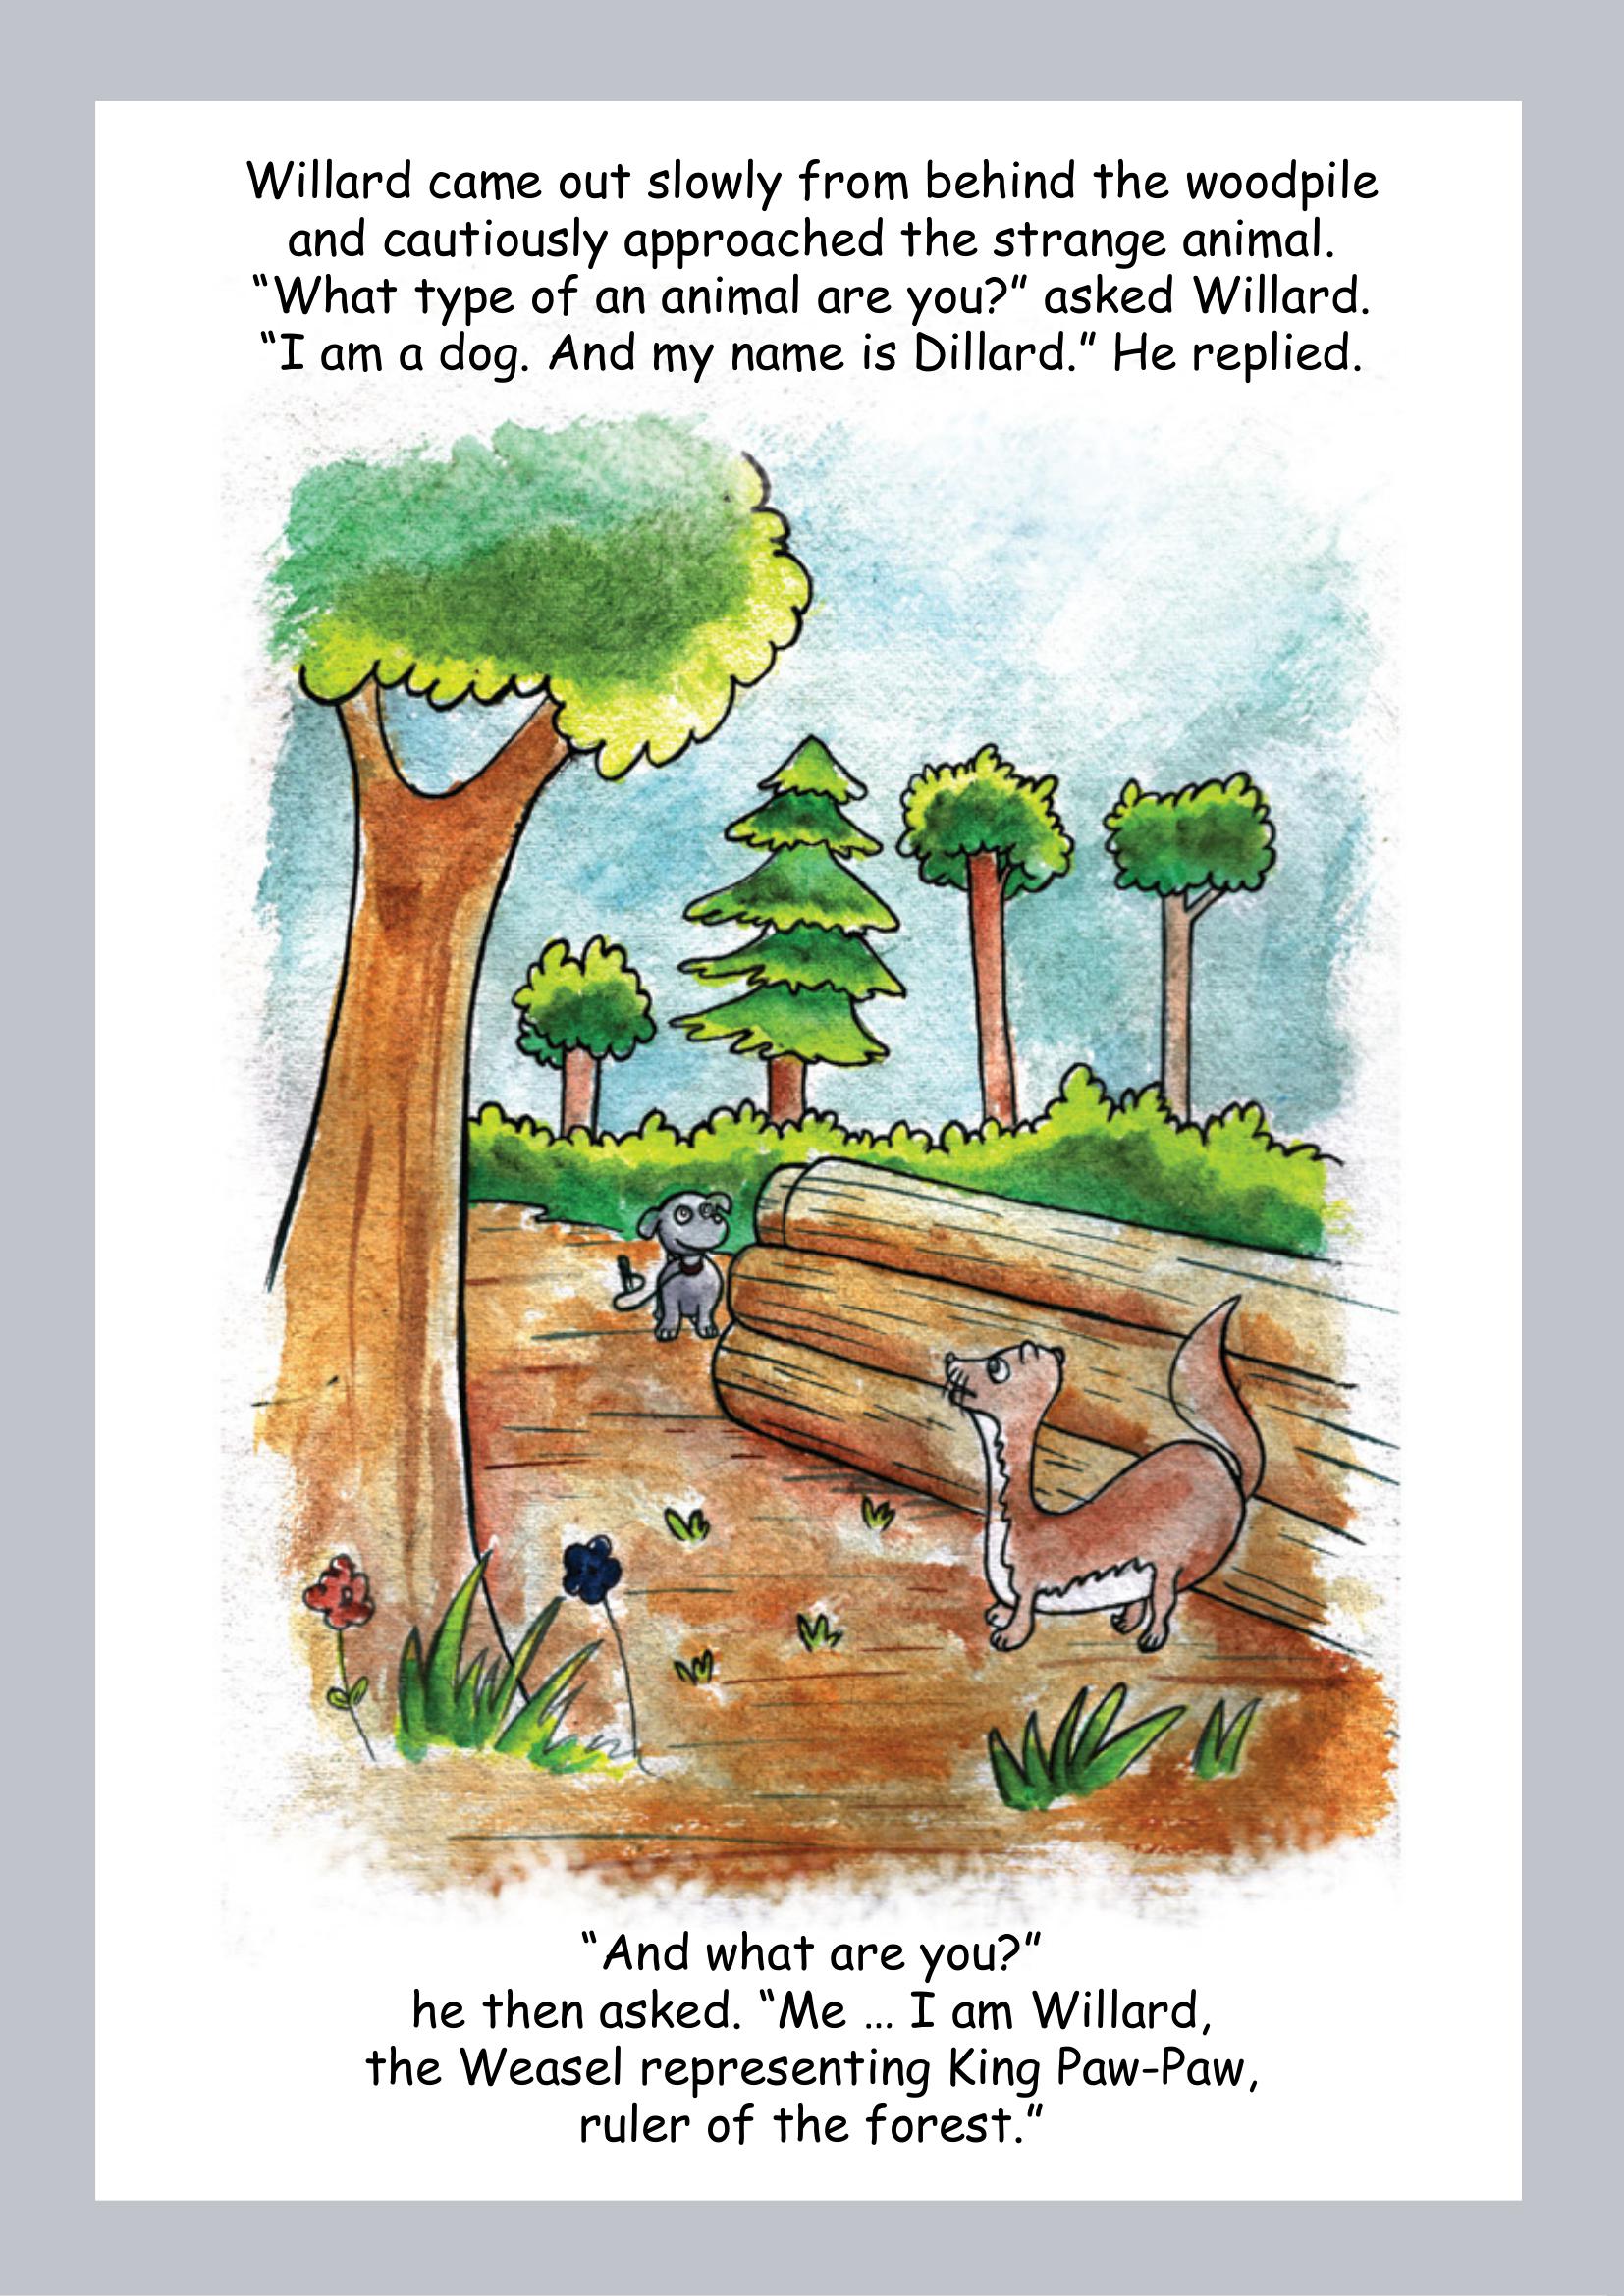 Willard came out slowly from behind the woodpile
and cautiously approached the strange animal.
“What type of an animal are you?” asked Willard.
“I am a dog. And my name is Dillard.” He replied.
“And what are you?”
he then asked. “Me ... I am Willard,
the Weasel representing King Paw-Paw,
ruler of the forest.”